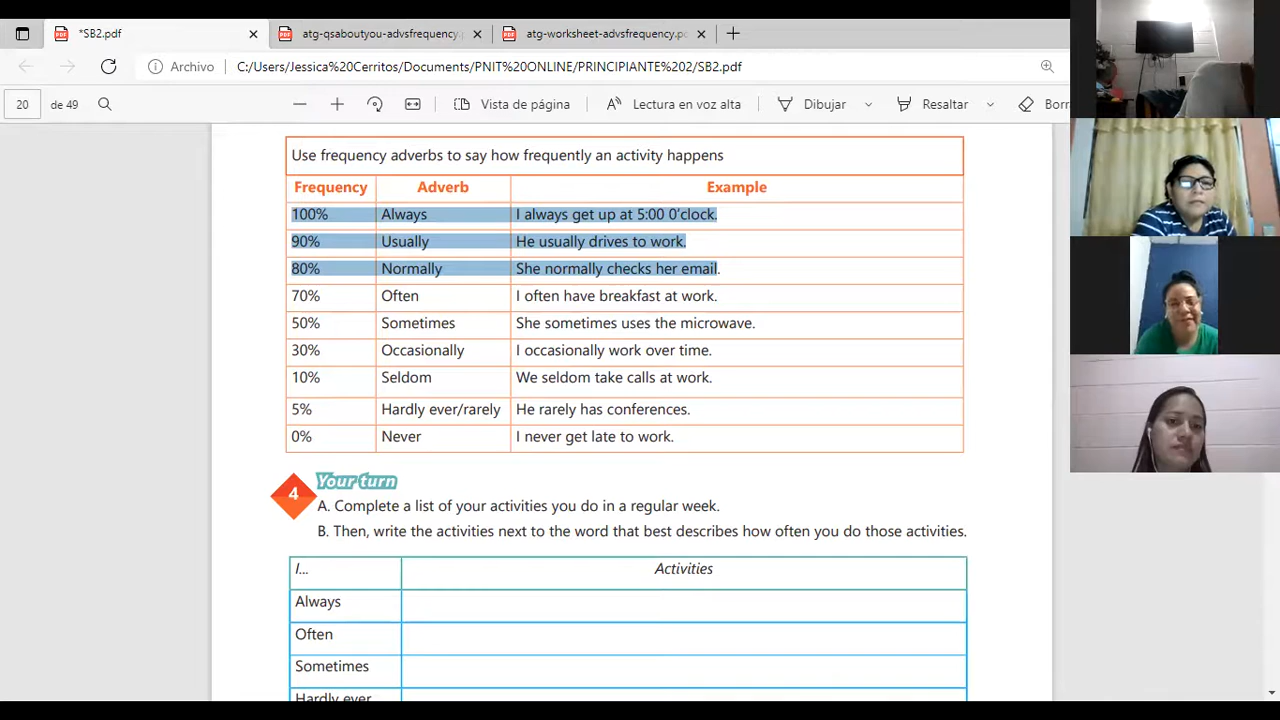 *SB2.pdf
atg-qsaboutyou-advsfrequency.
atg-worksheet-advsfrequency.pc
Archivo C:/Users/Jessica%20Cerritos/Documents/PNIT%20ONLINE/PRINCIPIANTE%202/SB2.pdf
20 de 49 Vista de página Lectura en voz alta Dibujar Resaltar Borr
Use frequency adverbs to say how frequently an activity happens
Frequency Adverb Example
100% Always I always get up at 5:00 0'clock.
90% Usually He usually drives to work.
80% Normally She normally checks her email.
70% Often I often have breakfast at work.
50% Sometimes She sometimes uses the microwave.
30% Occasionally I occasionally work over time.
10% Seldom We seldom take calls at work.
5% Hardly ever/rarely He rarely has conferences.
0% Never I never get late to work.
4 Your turn
A. Complete a list of your activities you do in a regular week.
B. Then, write the activities next to the word that best describes how often you do those activities.
I... Activities
Always
Often
Sometimes
Hardly ever